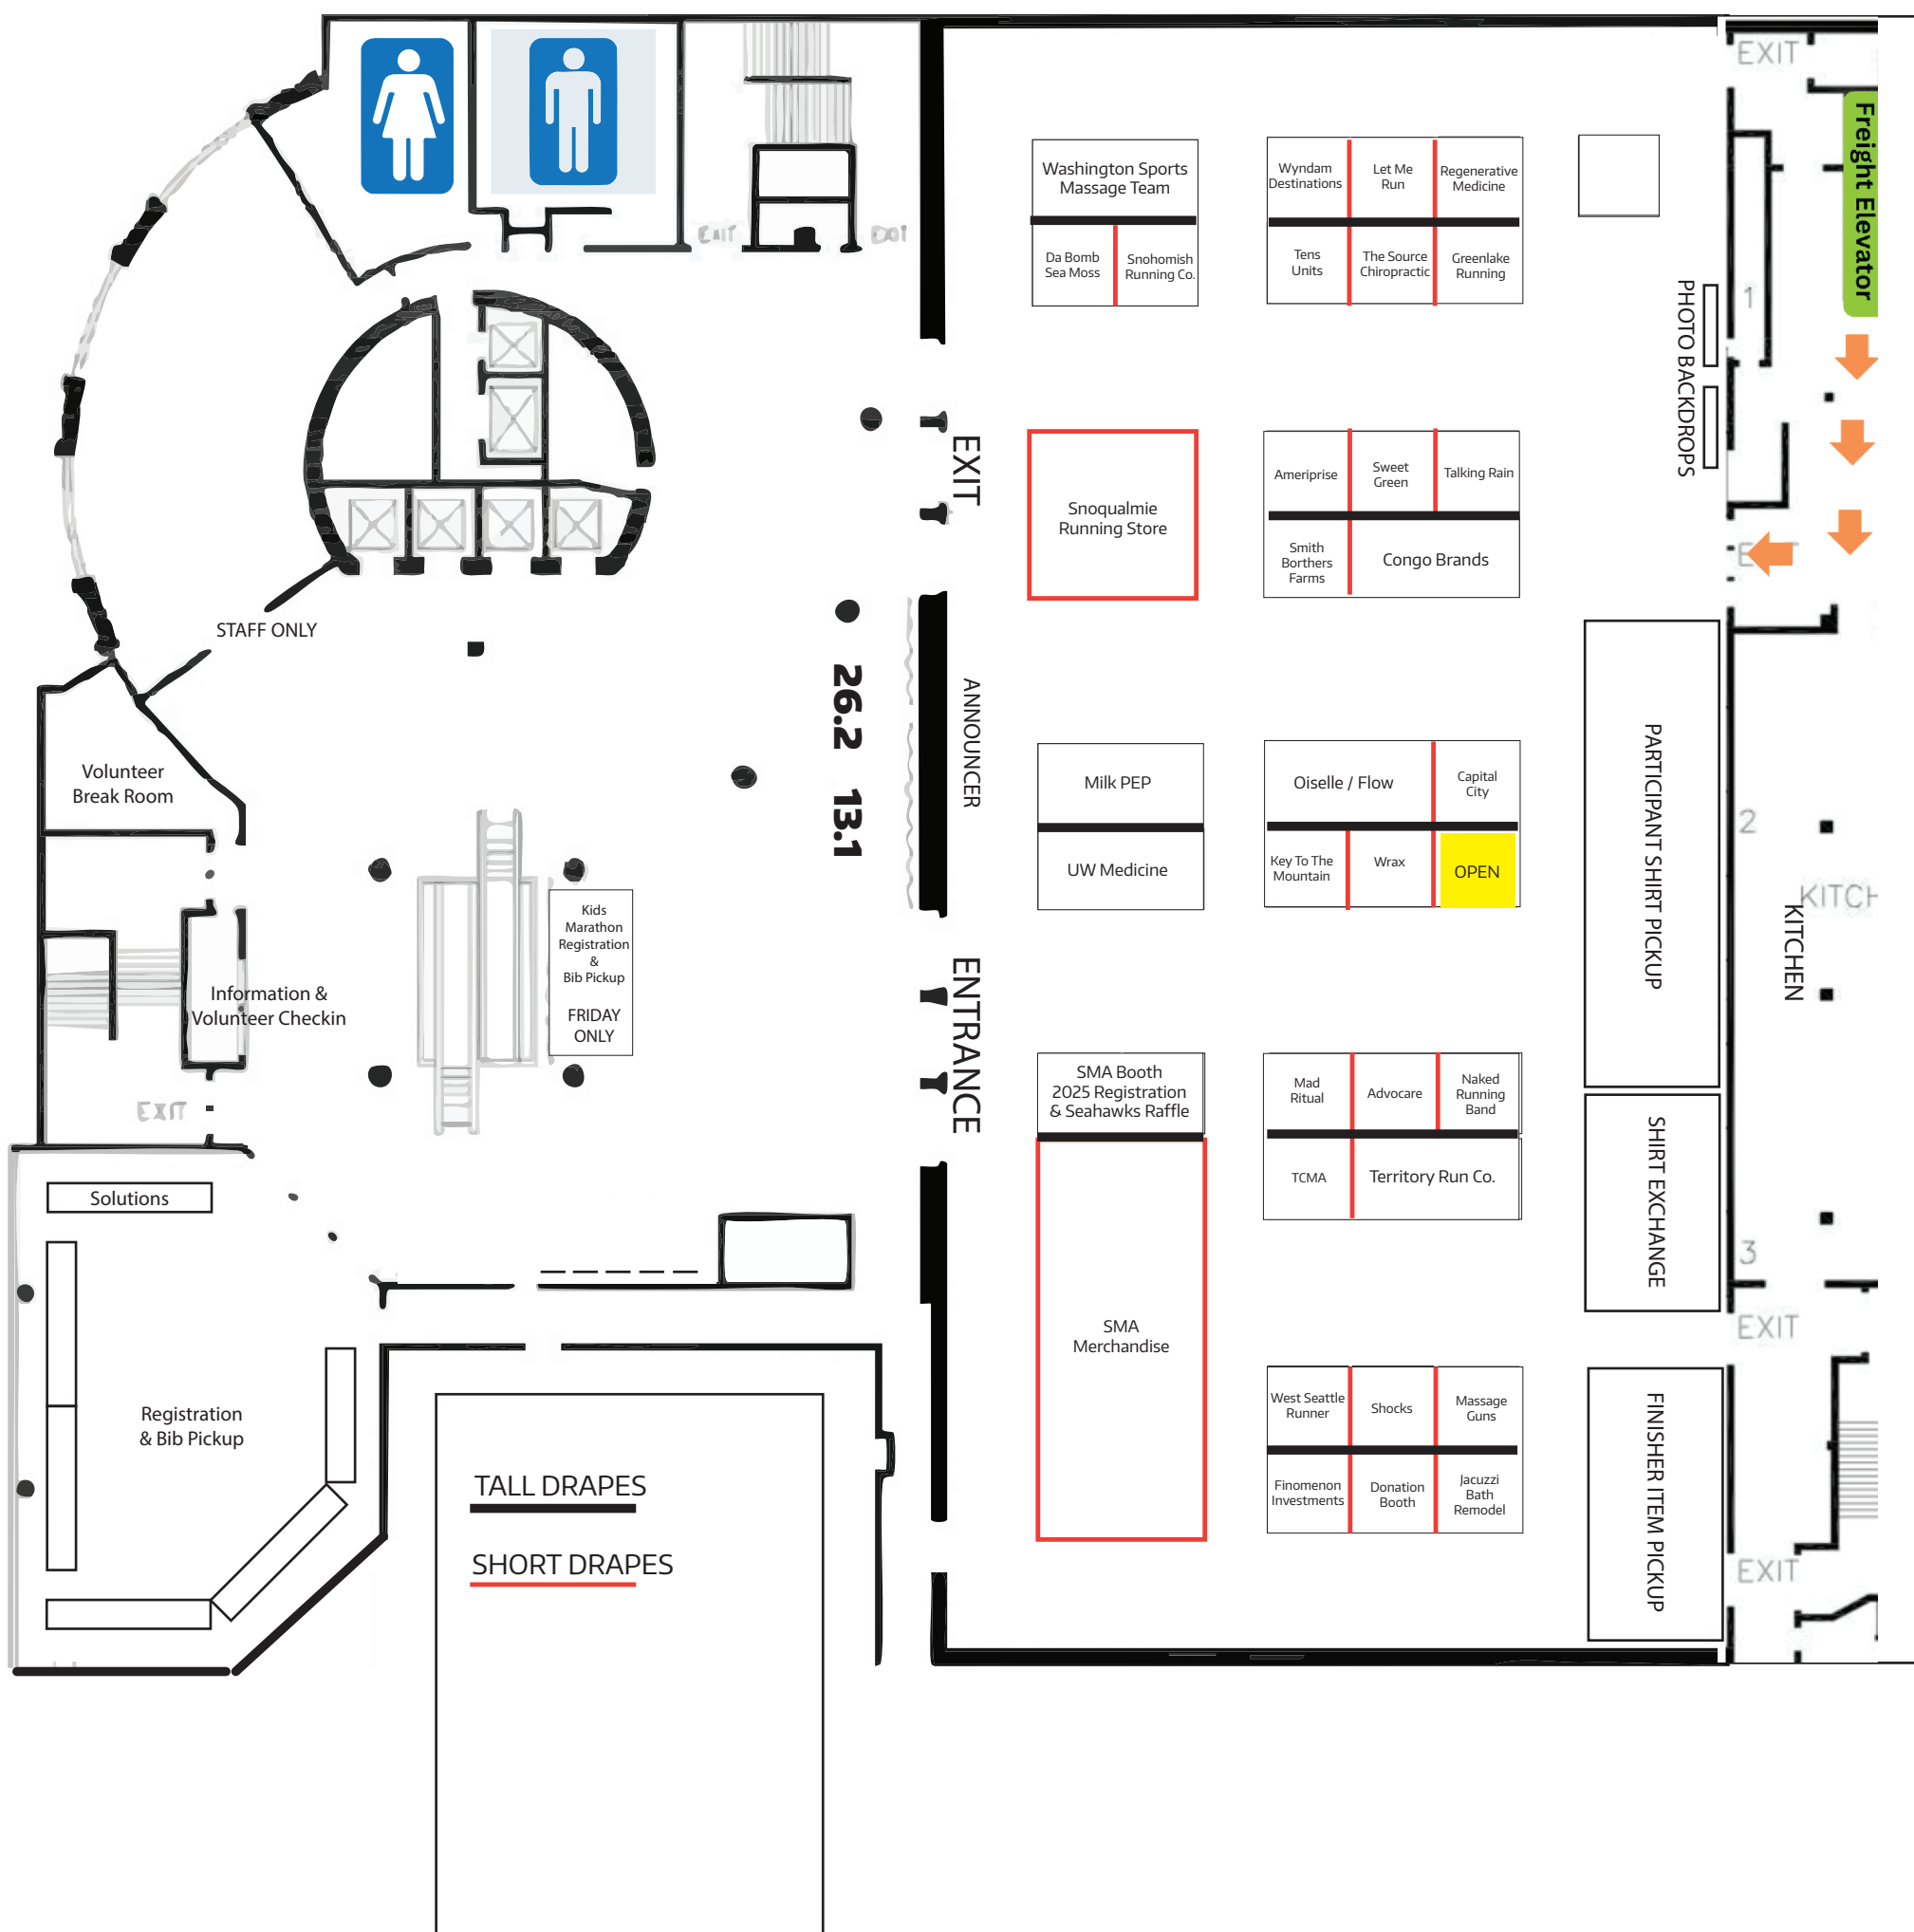 EXIT
Freight Elevator
Washington Sports
Massage Team
Da Bomb
Sea Moss
Snohomish
Running Co.
Wyndam
Destinations
Let Me
Run
Regenerative
Medicine
Tens
Units
The Source
Chiropractic
Greenlake
Running
EXIT
1
PHOTO BACKDROPS
EXIT
Snoqualmie
Running Store
Ameriprise
Sweet
Green
Talking Rain
Smith
Borthers
Farms
Congo Brands
STAFF ONLY
26.2 13.1
ANNOUNCER
Volunteer
Break Room
Milk PEP
UW Medicine
Oiselle / Flow
Capital
City
Key To The
Mountain
Wrax
OPEN
PARTICIPANT SHIRT PICKUP
2
KITCH
KITCHEN
Kids
Marathon
Registration
&
Bib Pickup
FRIDAY
ONLY
Information &
Volunteer Checkin
EXIT
ENTRANCE
SMA Booth
2025 Registration
& Seahawks Raffle
SMA
Merchandise
Mad
Ritual
Advocare
Naked
Running
Band
TCMA
Territory Run Co.
SHIRT EXCHANGE
3
EXIT
Solutions
Registration
& Bib Pickup
West Seattle
Runner
Shocks
Massage
Guns
Finomenon
Investments
Donation
Booth
Jacuzzi
Bath
Remodel
FINISHER ITEM PICKUP
EXIT
TALL DRAPES
SHORT DRAPES